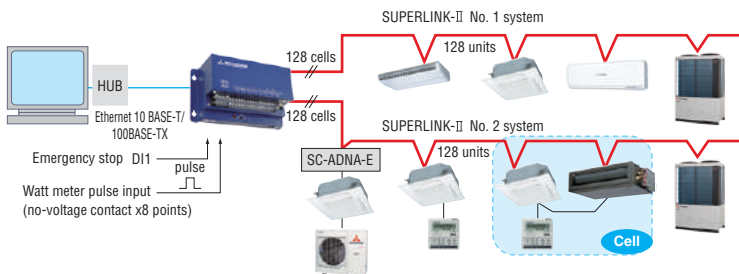 SUPERLINK-Ⅱ No. 1 system
128 cells
128 units
HUB
Ethernet 10 BASE-T/
100BASE-TX
128 cells
SUPERLINK-Ⅱ No. 2 system
128 units
Emergency stop DI1
pulse
SC-ADNA-E
Watt meter pulse input
(no-voltage contact x8 points)
Cell